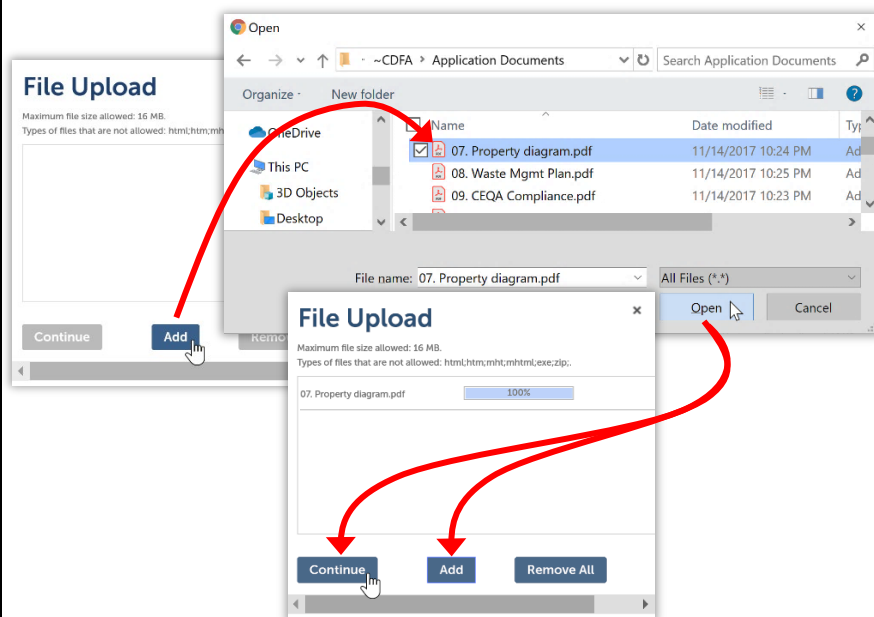 File Upload
Maximum file size allowed: 16 MB.
Types of files that are not allowed: html;htm;mh
Continue
Add
Remo
Open
~CDFA > Application Documents
Search Application Documents
Organize
New folder
OneDrive
This PC
3D Objects
Desktop
Name
Date modified
Typ
07. Property diagram.pdf
11/14/2017 10:24 PM
Ad
08. Waste Mgmt Plan.pdf
11/14/2017 10:25 PM
Ad
09. CEQA Compliance.pdf
11/14/2017 10:23 PM
Ad
File name:
07. Property diagram.pdf
All Files (*.*)
Open
Cancel
File Upload
Maximum file size allowed: 16 MB.
Types of files that are not allowed: html;htm;mht;mhtml;exe;zip;.
07. Property diagram.pdf
100%
Continue
Add
Remove All